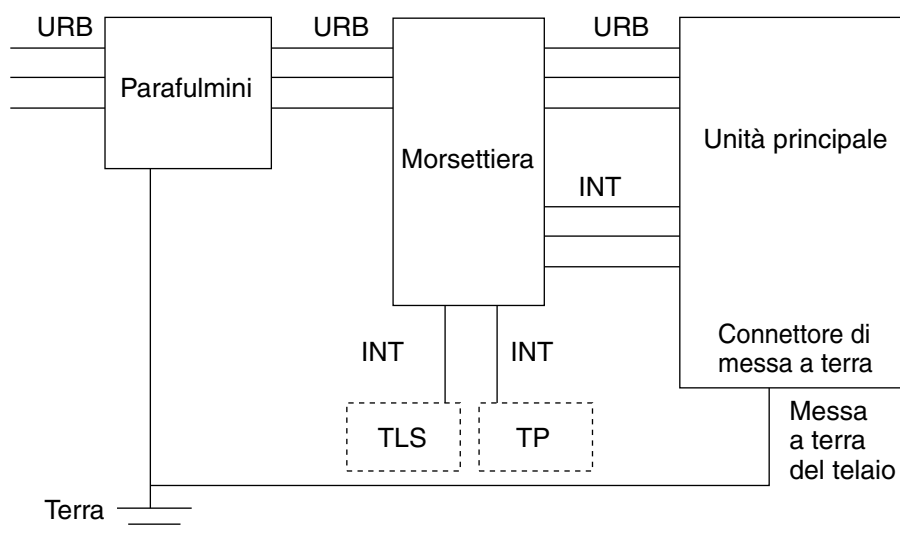 URB
URB
URB
Parafulmini
Morsettiera
Unità principale
INT
INT
INT
Connettore di
messa a terra
TLS
TP
Messa
a terra
del telaio
Terra